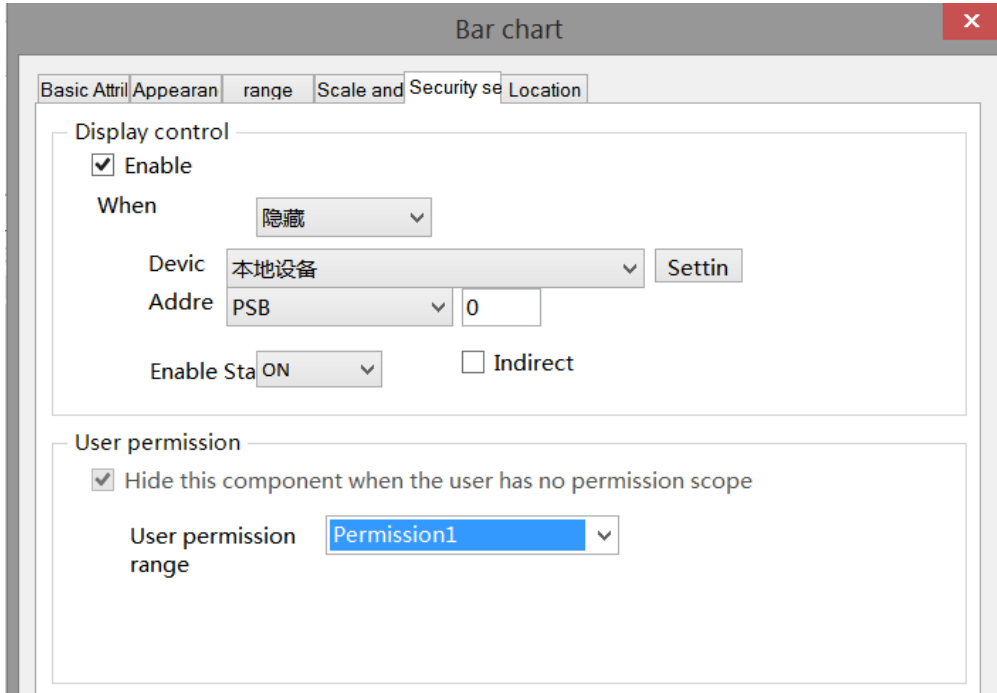 Bar chart
Basic Attril Appearan range Scale and Security se Location
Display control
Enable
When 隐藏
Devic 本地设备 Settin
Addre PSB 0
Enable Sta ON Indirect
User permission
Hide this component when the user has no permission scope
User permission Permission1
range